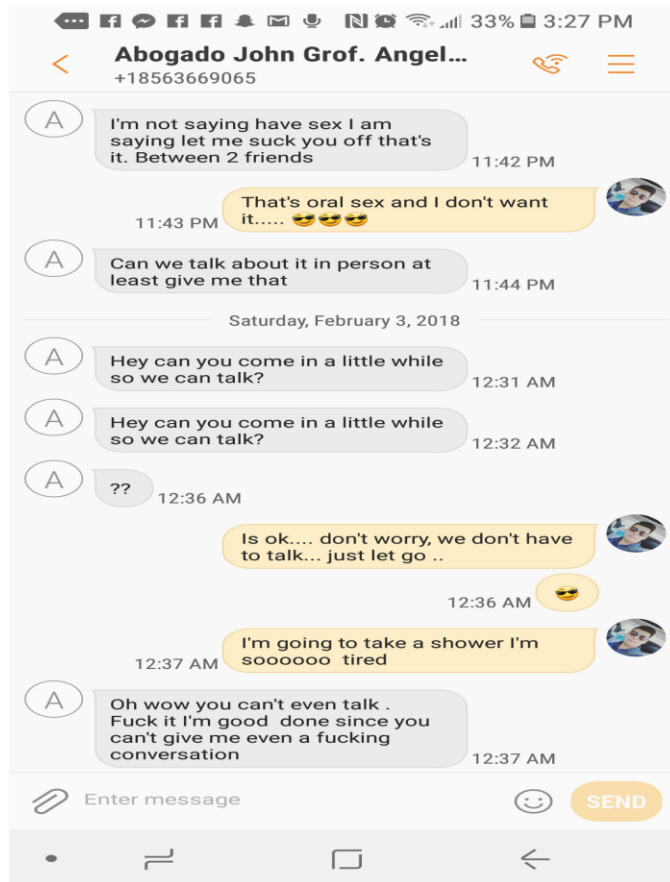 33% 3:27 PM
Abogado John Grof. Angel...
+18563669065
A
I'm not saying have sex I am
saying let me suck you off that's
it. Between 2 friends
11:42 PM
That's oral sex and I don't want
it..... 😎😎😎
11:43 PM
A
Can we talk about it in person at
least give me that
11:44 PM
Saturday, February 3, 2018
A
Hey can you come in a little while
so we can talk?
12:31 AM
A
Hey can you come in a little while
so we can talk?
12:32 AM
A
??
12:36 AM
Is ok.... don't worry, we don't have
to talk... just let go ..
😎
12:36 AM
I'm going to take a shower I'm
soooooo tired
12:37 AM
A
Oh wow you can't even talk .
Fuck it I'm good done since you
can't give me even a fucking
conversation
12:37 AM
Enter message
SEND